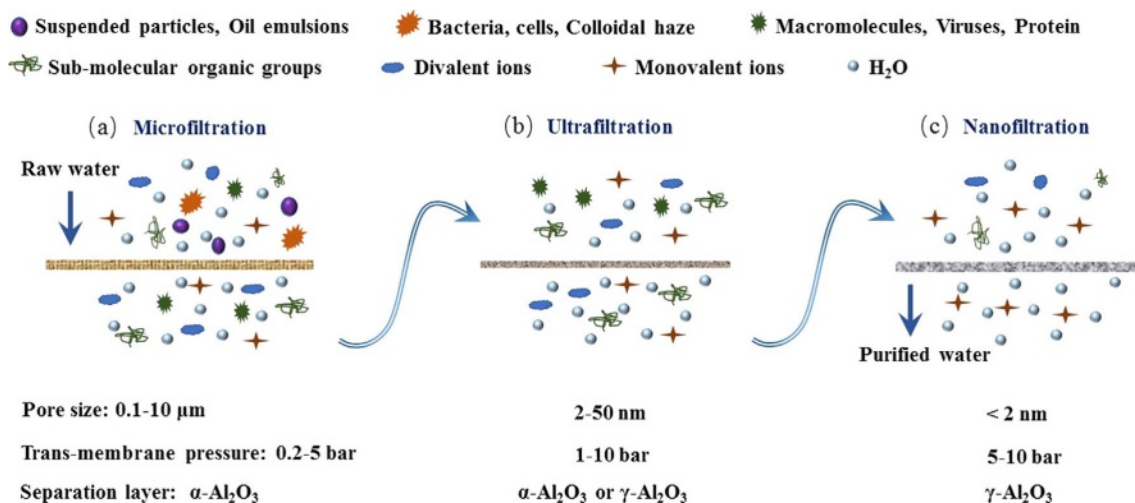 Suspended particles, Oil emulsions Bacteria, cells, Colloidal haze Macromolecules, Viruses, Protein
Sub-molecular organic groups Divalent ions Monovalent ions H₂O
(a) Microfiltration (b) Ultrafiltration (c) Nanofiltration
Raw water
Purified water
Pore size: 0.1-10 μm 2-50 nm < 2 nm
Trans-membrane pressure: 0.2-5 bar 1-10 bar 5-10 bar
Separation layer: α-Al₂O₃ α-Al₂O₃ or γ-Al₂O₃ γ-Al₂O₃